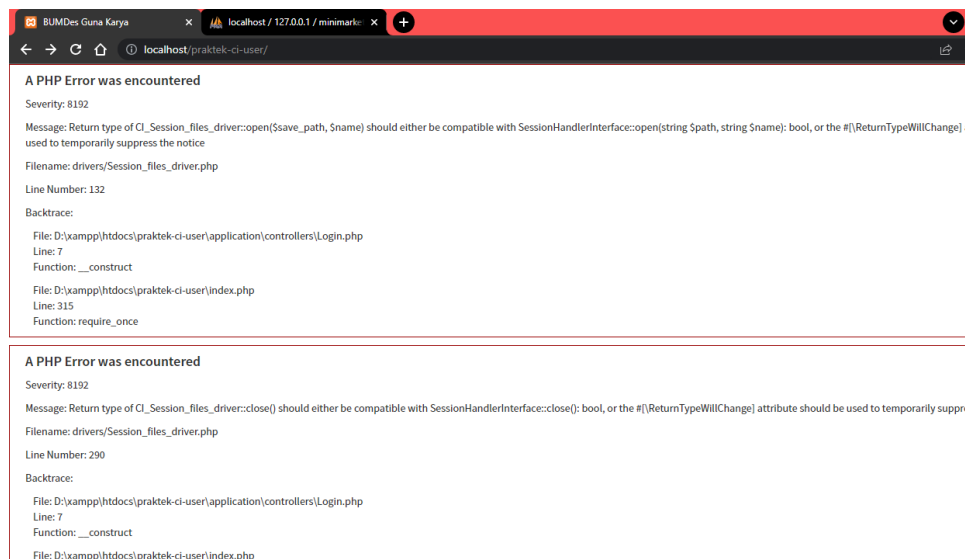 BUMDes Guna Karya
localhost / 127.0.0.1 / minimarke
localhost/praktek-ci-user/
A PHP Error was encountered
Severity: 8192
Message: Return type of CI_Session_files_driver::open($save_path, $name) should either be compatible with SessionHandlerInterface::open(string $path, string $name): bool, or the #[\ReturnTypeWillChange]
used to temporarily suppress the notice
Filename: drivers/Session_files_driver.php
Line Number: 132
Backtrace:
File: D:\xampp\htdocs\praktek-ci-user\application\controllers\Login.php
Line: 7
Function: __construct
File: D:\xampp\htdocs\praktek-ci-user\index.php
Line: 315
Function: require_once
A PHP Error was encountered
Severity: 8192
Message: Return type of CI_Session_files_driver::close() should either be compatible with SessionHandlerInterface::close(): bool, or the #[\ReturnTypeWillChange] attribute should be used to temporarily suppr
Filename: drivers/Session_files_driver.php
Line Number: 290
Backtrace:
File: D:\xampp\htdocs\praktek-ci-user\application\controllers\Login.php
Line: 7
Function: __construct
File: D:\xampp\htdocs\praktek-ci-user\index.php